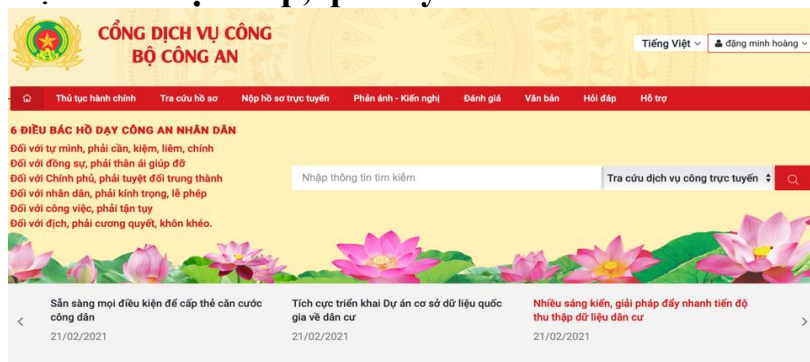 CỔNG DỊCH VỤ CÔNG
BỘ CÔNG AN
Tiếng Việt
đặng minh hoàng
Thủ tục hành chính Tra cứu hồ sơ Nộp hồ sơ trực tuyến Phản ánh - Kiến nghị Đánh giá Văn bản Hỏi đáp Hỗ trợ
6 ĐIỀU BÁC HỒ DẠY CÔNG AN NHÂN DÂN
Đối với tự mình, phải cần, kiệm, liêm, chính
Đối với đồng sự, phải thân ái giúp đỡ
Đối với Chính phủ, phải tuyệt đối trung thành
Đối với nhân dân, phải kính trọng, lễ phép
Đối với công việc, phải tận tụy
Đối với địch, phải cương quyết, khôn khéo.
Nhập thông tin tìm kiếm
Tra cứu dịch vụ công trực tuyến
Sẵn sàng mọi điều kiện để cấp thẻ căn cước
công dân
21/02/2021
Tích cực triển khai Dự án cơ sở dữ liệu quốc
gia về dân cư
21/02/2021
Nhiều sáng kiến, giải pháp đẩy nhanh tiến độ
thu thập dữ liệu dân cư
21/02/2021